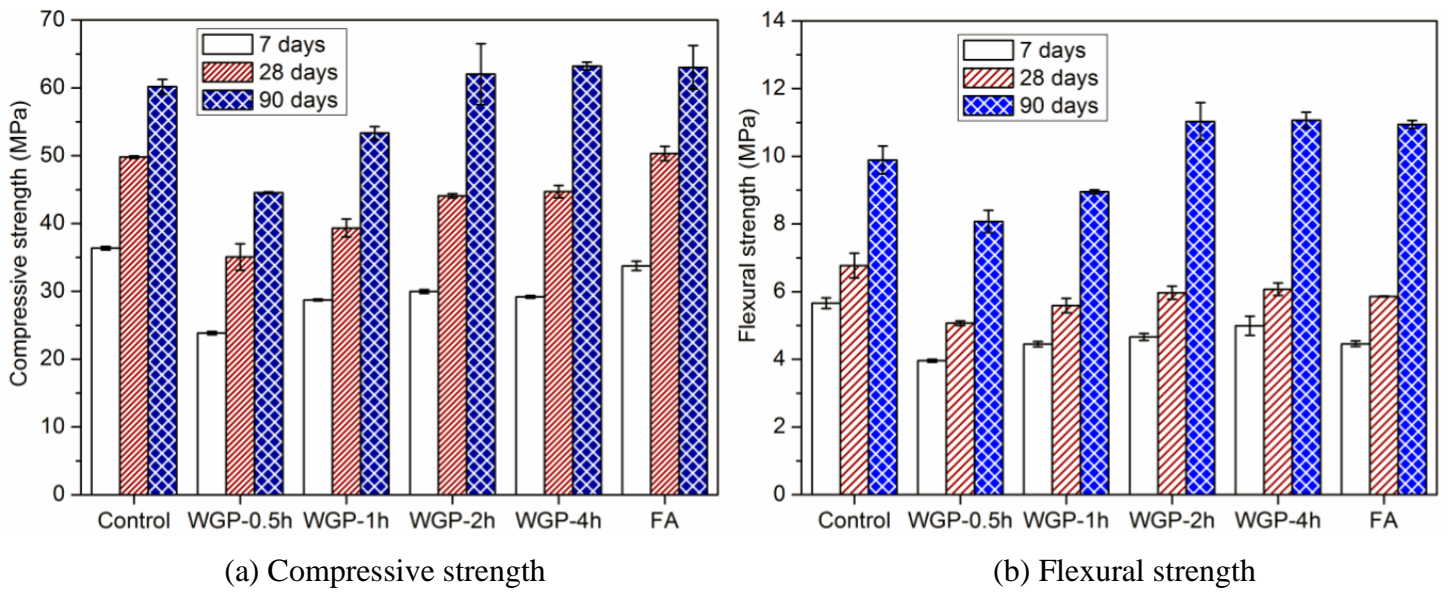 Compressive strength (MPa)
70
60
50
40
30
20
10
0
7 days
28 days
90 days
Control WGP-0.5h WGP-1h WGP-2h WGP-4h FA
(a) Compressive strength
Flexural strength (MPa)
14
12
10
8
6
4
2
0
7 days
28 days
90 days
Control WGP-0.5h WGP-1h WGP-2h WGP-4h FA
(b) Flexural strength